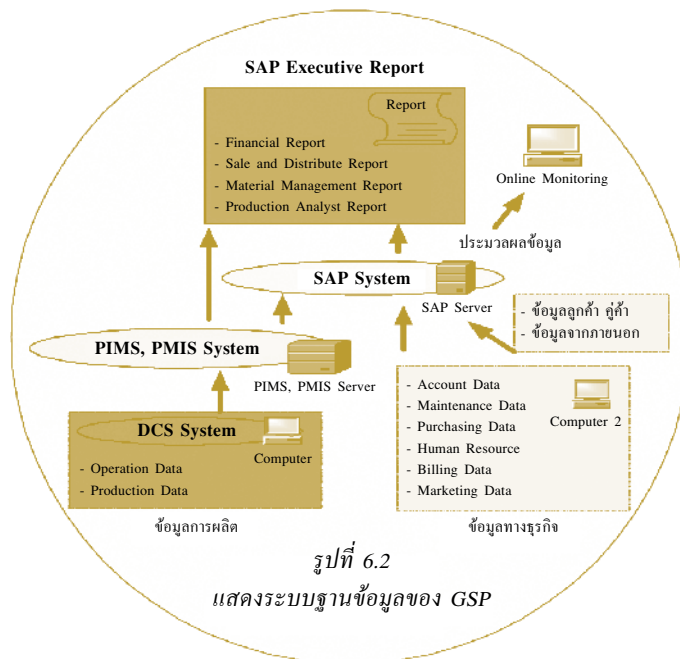 SAP Executive Report
Report
- Financial Report
- Sale and Distribute Report
- Material Management Report
- Production Analyst Report
Online Monitoring
ประมวลผลข้อมูล
SAP System
SAP Server
- ข้อมูลลูกค้า คู่ค้า
- ข้อมูลจากภายนอก
PIMS, PMIS System
PIMS, PMIS Server
DCS System
Computer
- Operation Data
- Production Data
ข้อมูลการผลิต
- Account Data
- Maintenance Data
- Purchasing Data
- Human Resource
- Billing Data
- Marketing Data
Computer 2
ข้อมูลทางธุรกิจ
รูปที่ 6.2
แสดงระบบฐานข้อมูลของ GSP